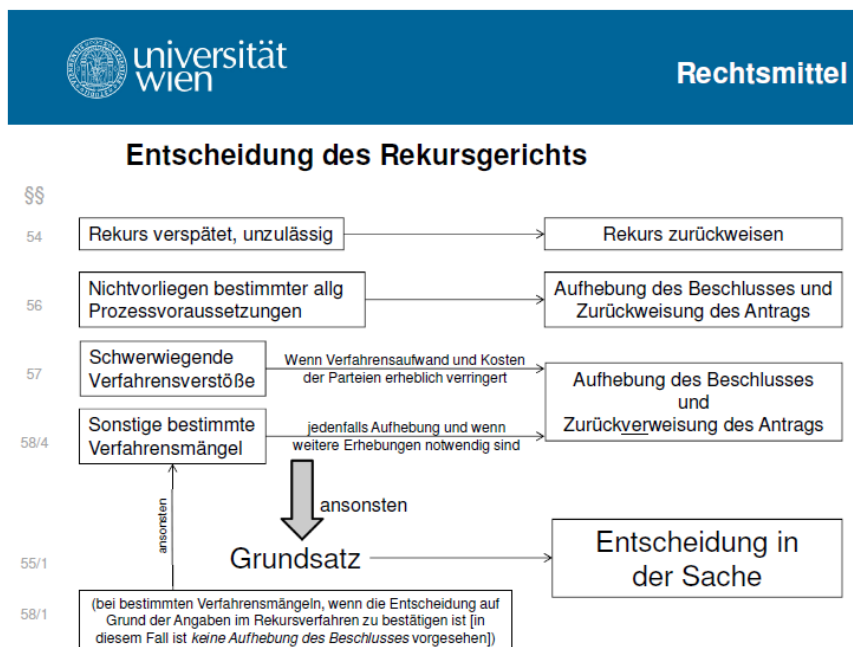 universität
wien
Rechtsmittel
Entscheidung des Rekursgerichts
§§
54
Rekurs verspätet, unzulässig
Rekurs zurückweisen
56
Nichtvorliegen bestimmter allg
Prozessvoraussetzungen
Aufhebung des Beschlusses und
Zurückweisung des Antrags
57
Schwerwiegende
Verfahrensverstöße
Wenn Verfahrensaufwand und Kosten
der Parteien erheblich verringert
Aufhebung des Beschlusses
und
Zurückverweisung des Antrags
58/4
Sonstige bestimmte
Verfahrensmängel
jedenfalls Aufhebung und wenn
weitere Erhebungen notwendig sind
ansonsten
ansonsten
55/1
Grundsatz
Entscheidung in
der Sache
58/1
(bei bestimmten Verfahrensmängeln, wenn die Entscheidung auf
Grund der Angaben im Rekursverfahren zu bestätigen ist [in
diesem Fall ist keine Aufhebung des Beschlusses vorgesehen])